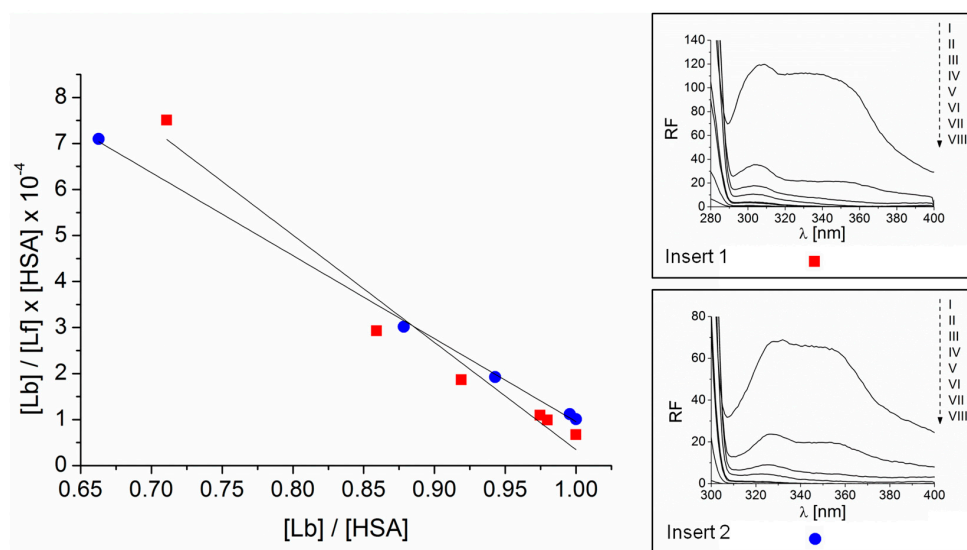 [Lb] / [Lf] x [HSA] x 10⁻⁴
8
7
6
5
4
3
2
1
0
0.65 0.70 0.75 0.80 0.85 0.90 0.95 1.00
[Lb] / [HSA]
RF
140
120
100
80
60
40
20
0
280 300 320 340 360 380 400
λ [nm]
I
II
III
IV
V
VI
VII
VIII
Insert 1
RF
80
60
40
20
0
300 320 340 360 380 400
λ [nm]
I
II
III
IV
V
VI
VII
VIII
Insert 2